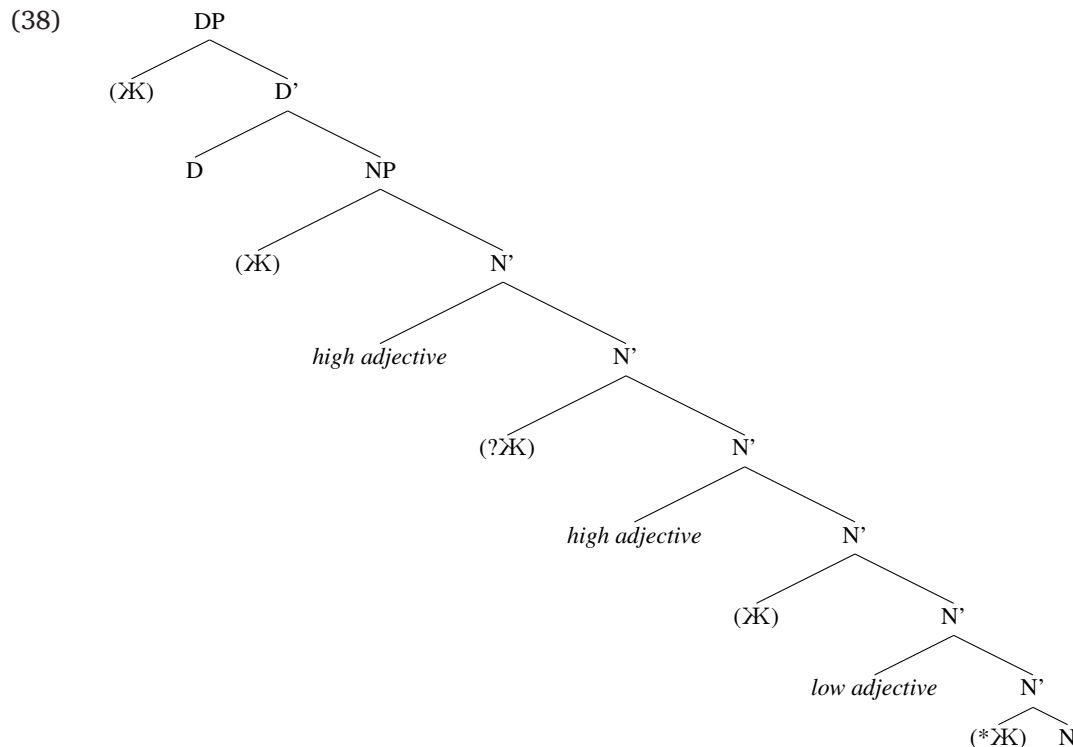 (38)
DP
(Ж) D’
D NP
(Ж) N’
high adjective N’
(?Ж) N’
high adjective N’
(Ж) N’
low adjective N’
(*Ж) N